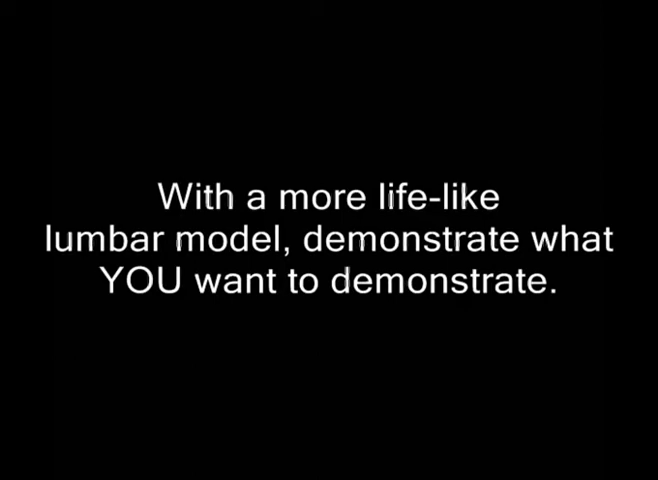 With a more life-like
lumbar model, demonstrate what
YOU want to demonstrate.